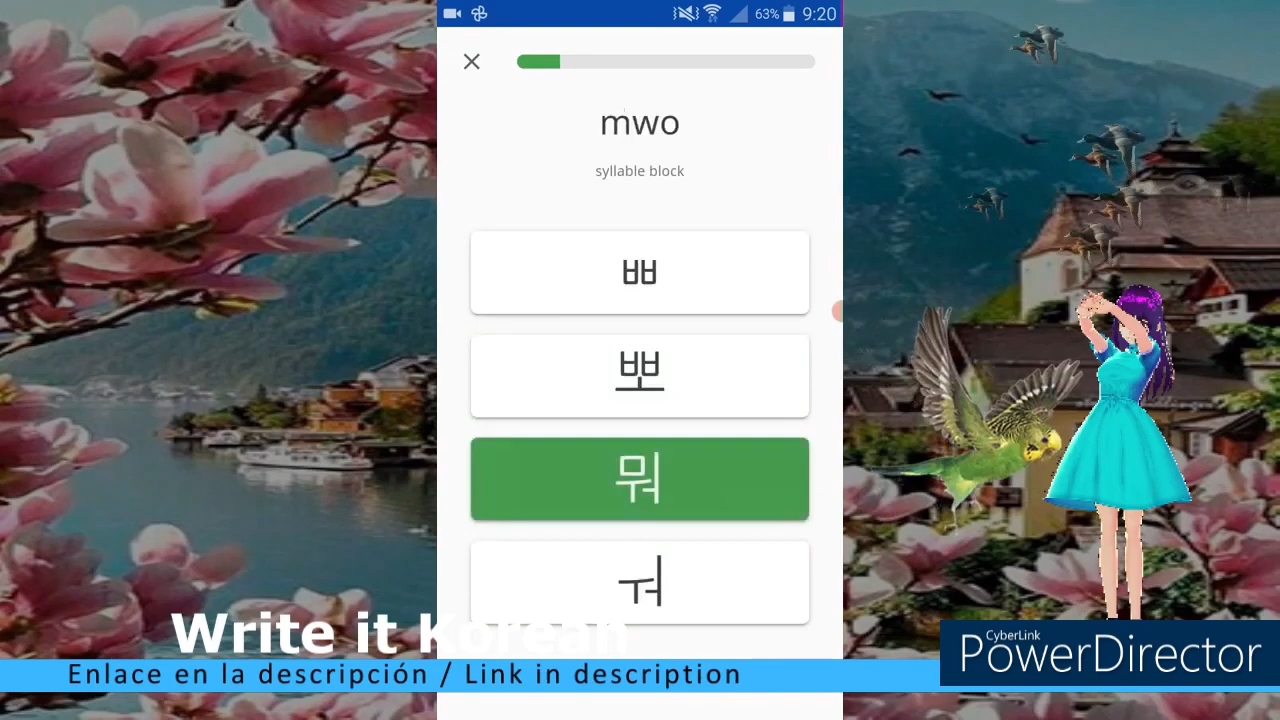 63% 9:20
mwo
syllable block
ㅃ
뽀
뭐
ㅝ
Write it Korean
Enlace en la descripción / Link in description
CyberLink
PowerDirector